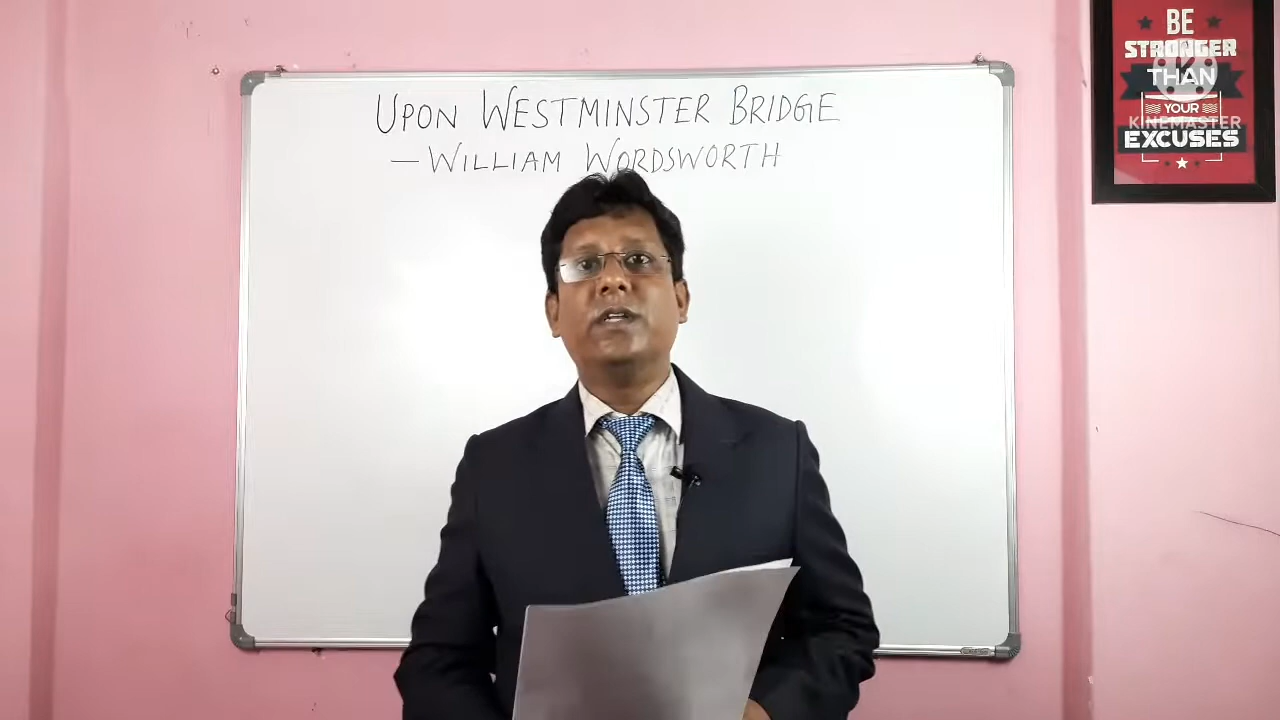 UPON WESTMINSTER BRIDGE
– WILLIAM WORDSWORTH
BE
STRONGER
THAN
YOUR
KINEMASTER
EXCUSES